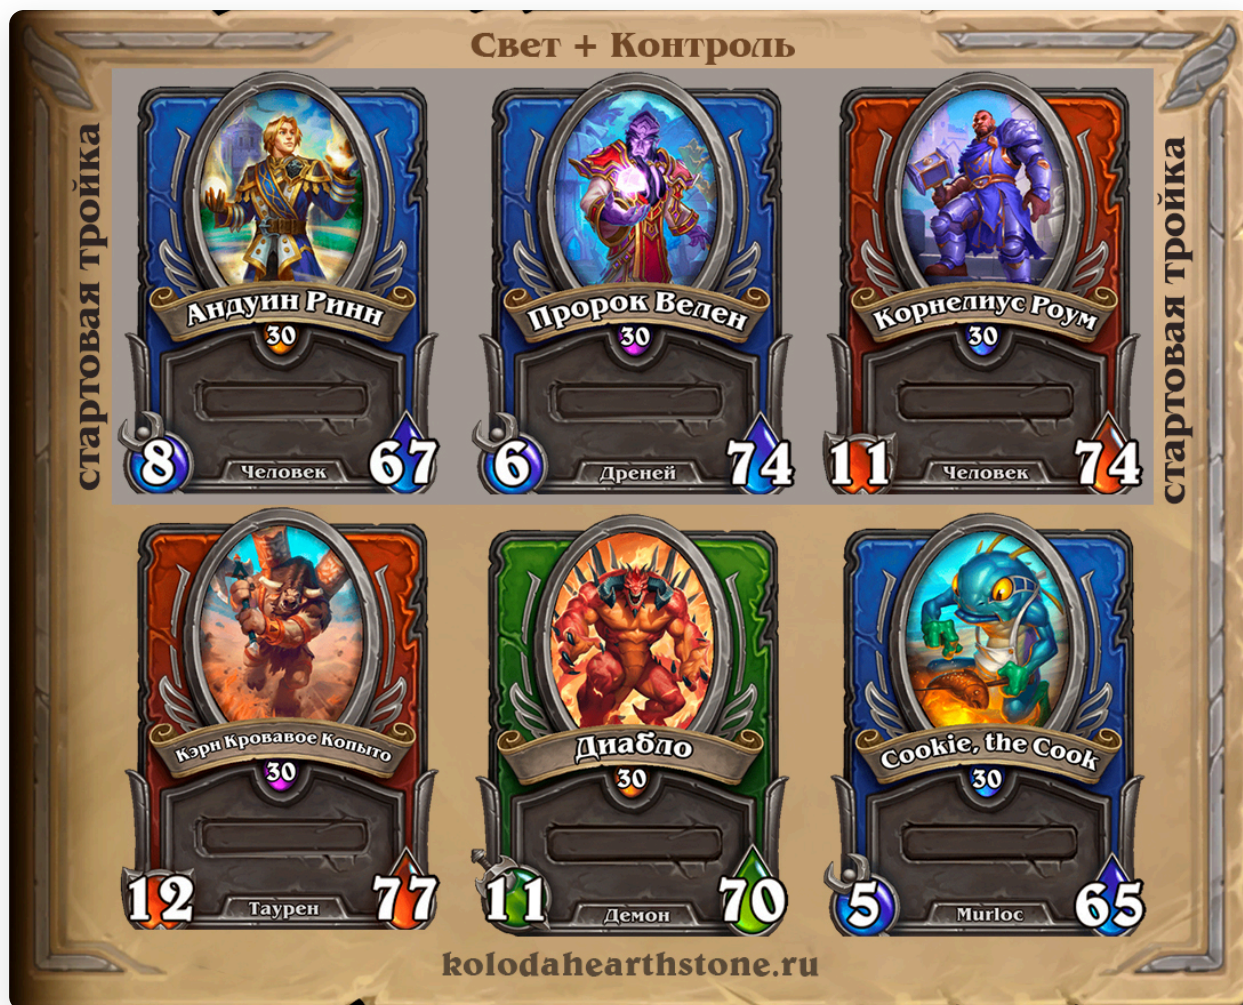 Свет + Контроль
стартовая тройка
стартовая тройка
Андуин Ринн
30
8
Человек
67
Пророк Велен
30
6
Дреней
74
Корнелиус Роум
30
11
Человек
74
Кэрн Кровавое Копыто
30
12
Таурен
77
Диабло
30
11
Демон
70
Cookie, the Cook
30
5
Murloc
65
kolodahearthstone.ru